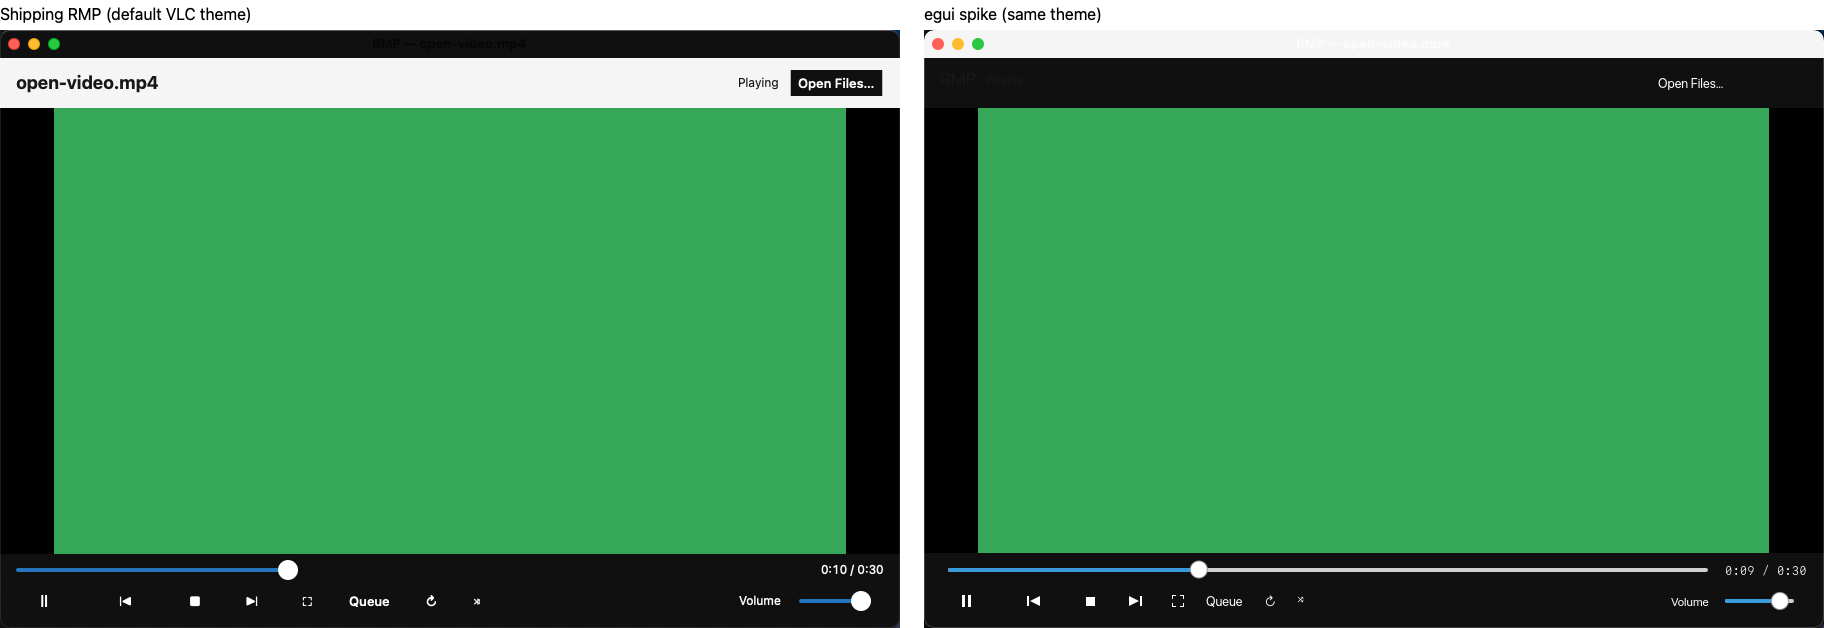 Shipping RMP (default VLC theme)
RMP — open-video.mp4
open-video.mp4
Playing
Open Files...
0:10 / 0:30
Queue
Volume
egui spike (same theme)
RMP — open-video.mp4
RMP Playing
Open Files…
0:09 / 0:30
Queue
Volume